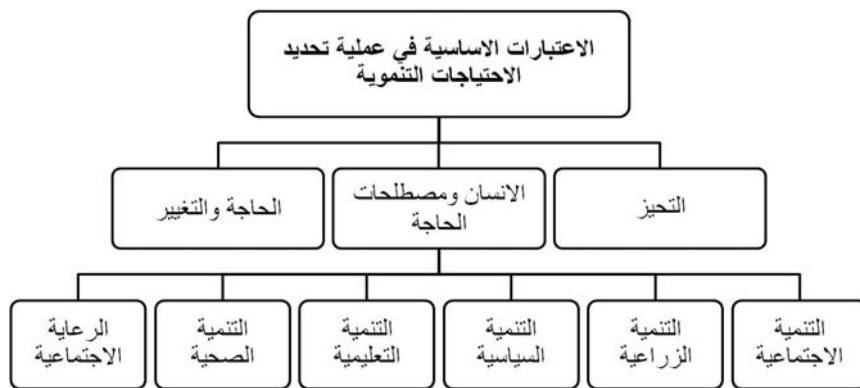 الاعتبارات الاساسية في عملية تحديد
الاحتياجات التنموية
التحيز
الانسان ومصطلحات
الحاجة
الحاجة والتغيير
التنمية
الاجتماعية
التنمية
الزراعية
التنمية
السياسية
التنمية
التعليمية
التنمية
الصحية
الرعاية
الاجتماعية